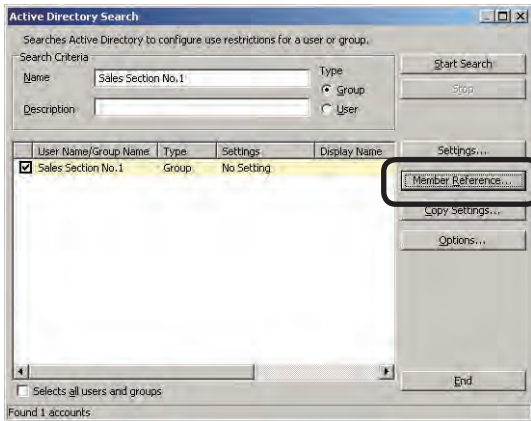 Active Directory Search
Searches Active Directory to configure use restrictions for a user or group.
Search Criteria
Name
Sales Section No.1
Type
Group
Description
User
Start Search
Stop
User Name/Group Name Type Settings Display Name
Sales Section No.1 Group No Setting
Settings...
Member Reference...
Copy Settings...
Options...
End
Selects all users and groups
Found 1 accounts